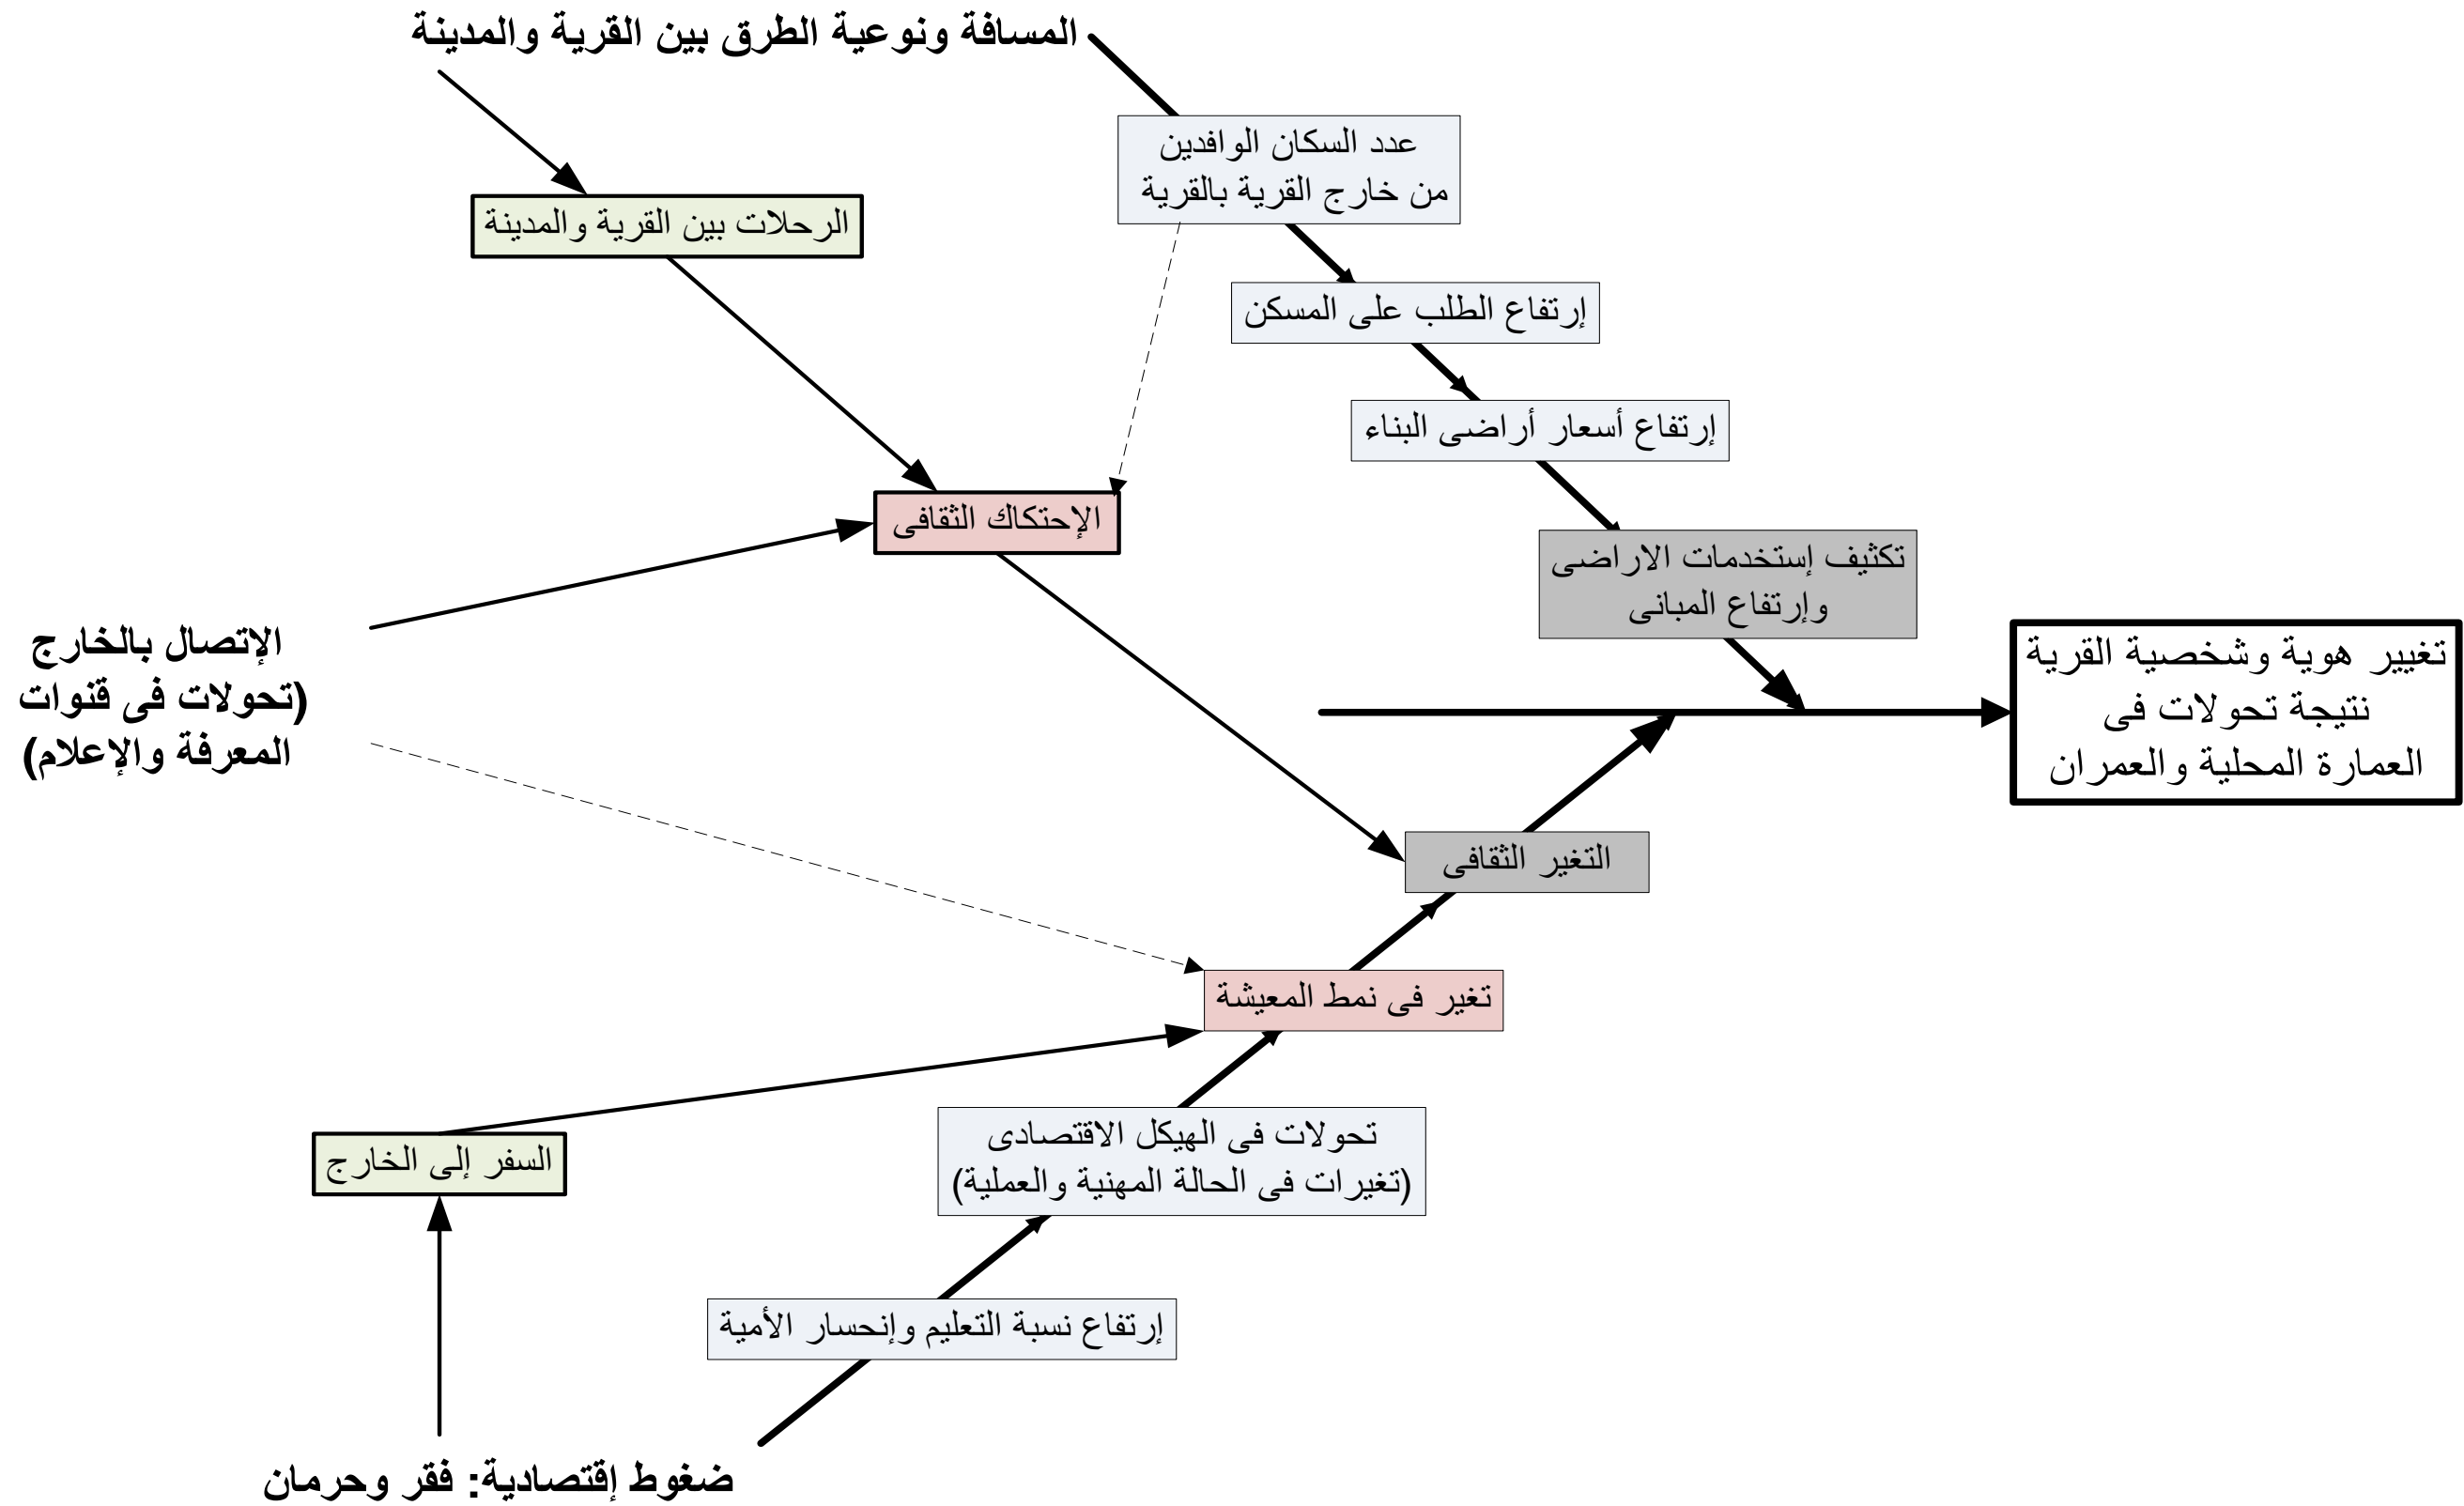 المسافة ونوعية الطرق بين القرية والمدينة
عدد السكان الوافدين
من خارج القرية بالقرية
الرحلات بين القرية والمدينة
إرتفاع الطلب على المسكن
إرتفاع أسعار أراضى البناء
الإحتكاك الثقافى
تكثيف إستخدمات الاراضى
وإرتفاع المبانى
الإتصال بالخارج
(تحولات فى قنوات
المعرفة والإعلام)
تغيير هوية وشخصية القرية
نتيجة تحولات فى
العمارة المحلية والعمران
التغير الثقافى
تغير فى نمط المعيشة
تحولات فى الهيكل الاقتصادى
(تغيرات فى الحالة المهنية والعملية)
السفر إلى الخارج
إرتفاع نسبة التعليم وإنحسار الأمية
ضغوط إقتصادية: فقر وحرمان